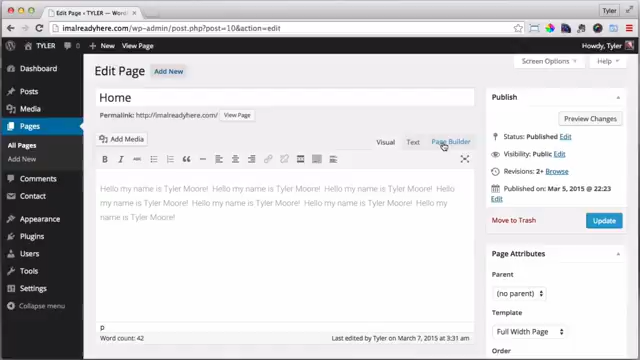 Edit Page ‹ TYLER — Word
Tyler
imalreadyhere.com/wp-admin/post.php?post=10&action=edit
TYLER 0 New View Page Howdy, Tyler
Screen Options Help
Dashboard
Posts
Media
Pages
All Pages
Add New
Comments
Contact
Appearance
Plugins
Users
Tools
Settings
Collapse menu
Edit Page Add New
Home
Permalink: http://imalreadyhere.com/ View Page
Add Media Visual Text Page Builder
B I ABC
Hello my name is Tyler Moore! Hello my name is Tyler Moore! Hello my name is Tyler Moore! Hello
my name is Tyler Moore! Hello my name is Tyler Moore! Hello my name is Tyler Moore! Hello my
name is Tyler Moore!
p
Word count: 42 Last edited by Tyler on March 7, 2015 at 3:31 am
Publish
Preview Changes
Status: Published Edit
Visibility: Public Edit
Revisions: 2+ Browse
Published on: Mar 5, 2015 @ 22:23
Edit
Move to Trash Update
Page Attributes
Parent
(no parent)
Template
Full Width Page
Order